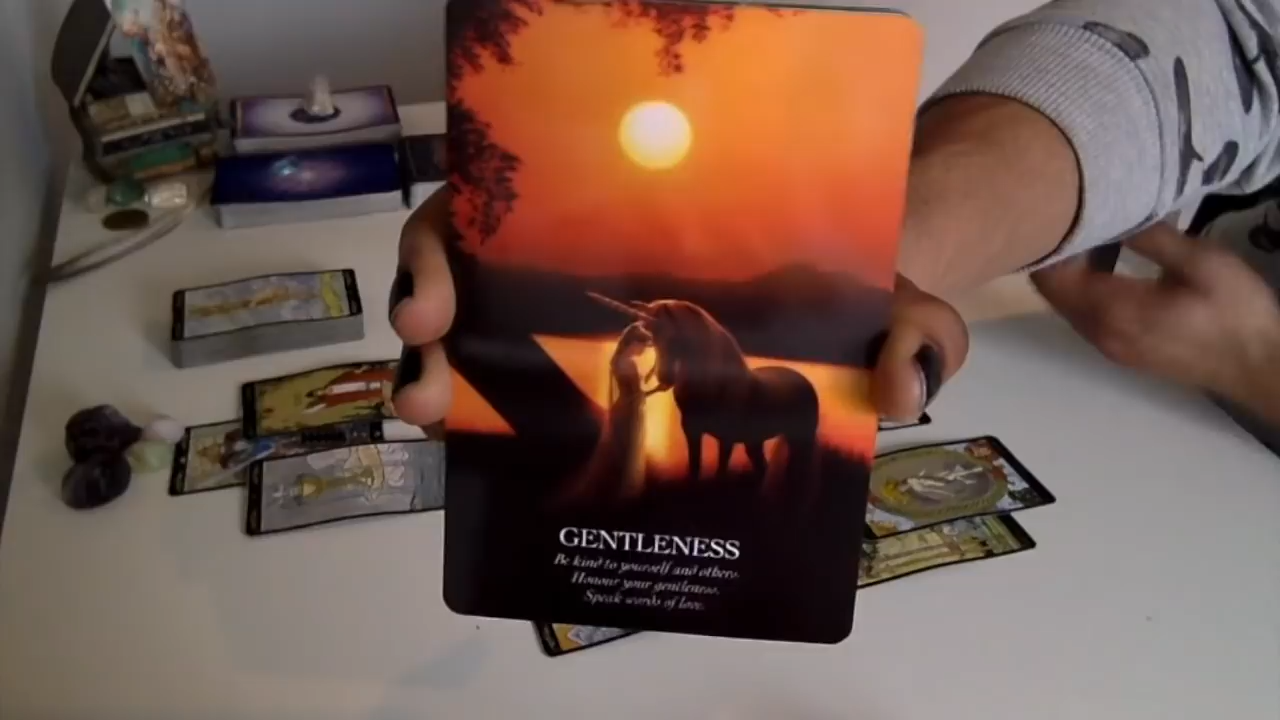 GENTLENESS
Be kind to yourself and others.
Honour your gentleness.
Speak words of love.